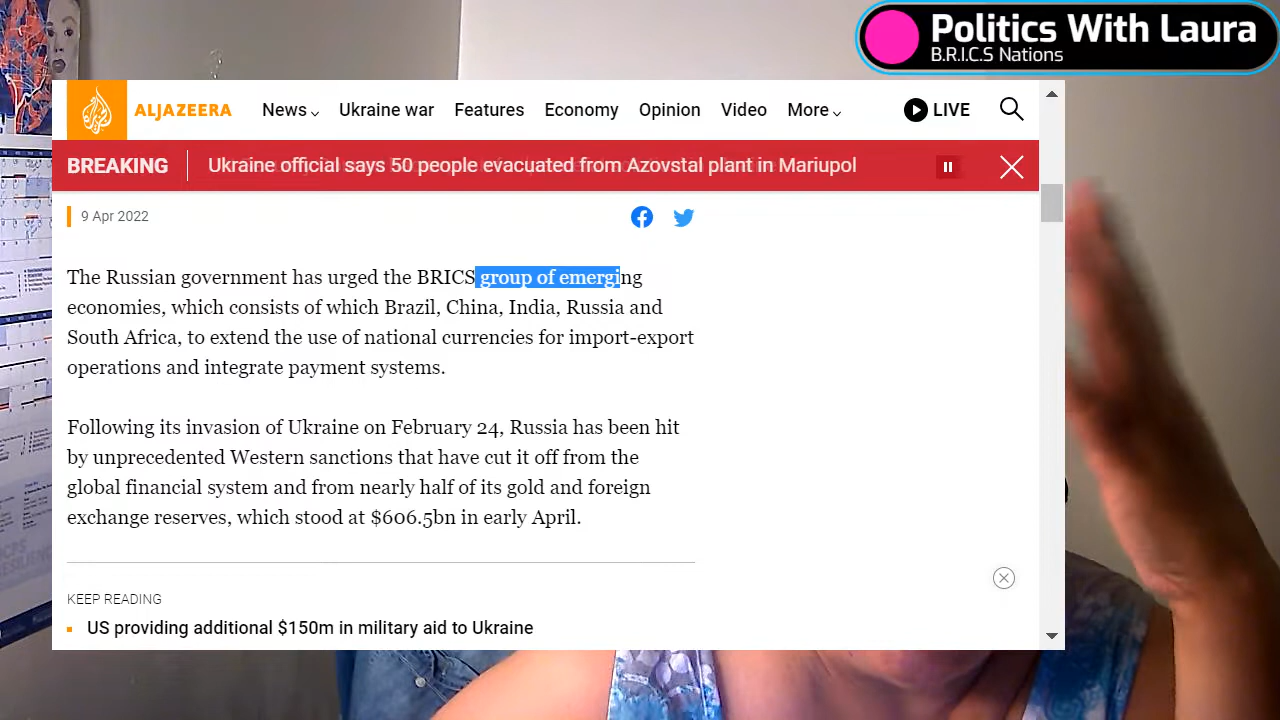 Politics With Laura
B.R.I.C.S Nations
ALJAZEERA
News Ukraine war Features Economy Opinion Video More LIVE
BREAKING Ukraine official says 50 people evacuated from Azovstal plant in Mariupol
9 Apr 2022
The Russian government has urged the BRICS group of emerging
economies, which consists of which Brazil, China, India, Russia and
South Africa, to extend the use of national currencies for import-export
operations and integrate payment systems.
Following its invasion of Ukraine on February 24, Russia has been hit
by unprecedented Western sanctions that have cut it off from the
global financial system and from nearly half of its gold and foreign
exchange reserves, which stood at $606.5bn in early April.
KEEP READING
US providing additional $150m in military aid to Ukraine